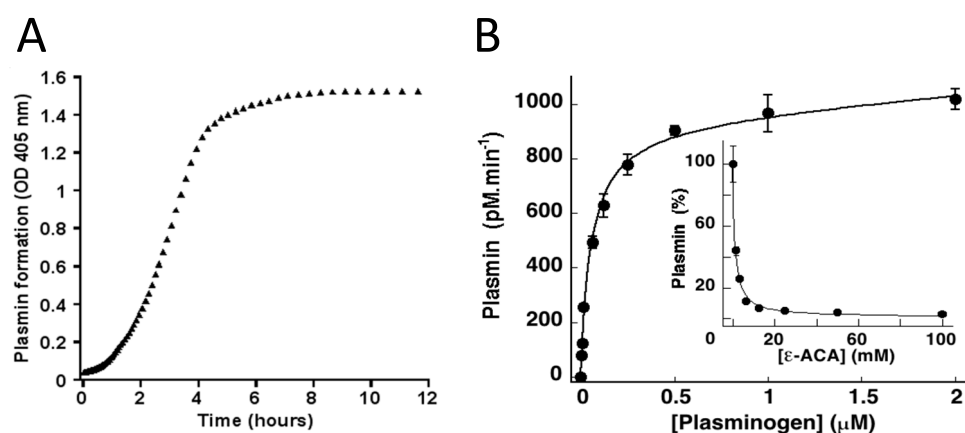 A
B
1.6
1.4
1.2
1
0.8
0.6
0.4
0.2
0
Plasmin formation (OD 405 nm)
0 2 4 6 8 10 12
Time (hours)
1000
800
600
400
200
0
Plasmin (pM.min⁻¹)
0 0.5 1 1.5 2
[Plasminogen] (µM)
100
60
20
0
Plasmin (%)
20 60 100
[ε-ACA] (mM)